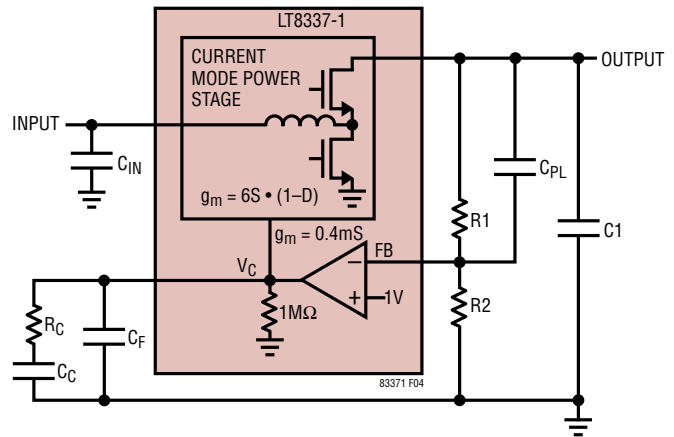 LT8337-1
CURRENT
MODE POWER
STAGE
OUTPUT
INPUT
CIN
CPL
gm = 6S • (1–D)
R1
C1
gm = 0.4mS
FB
VC
–
+
1V
R2
1MΩ
RC
CF
CC
83371 F04